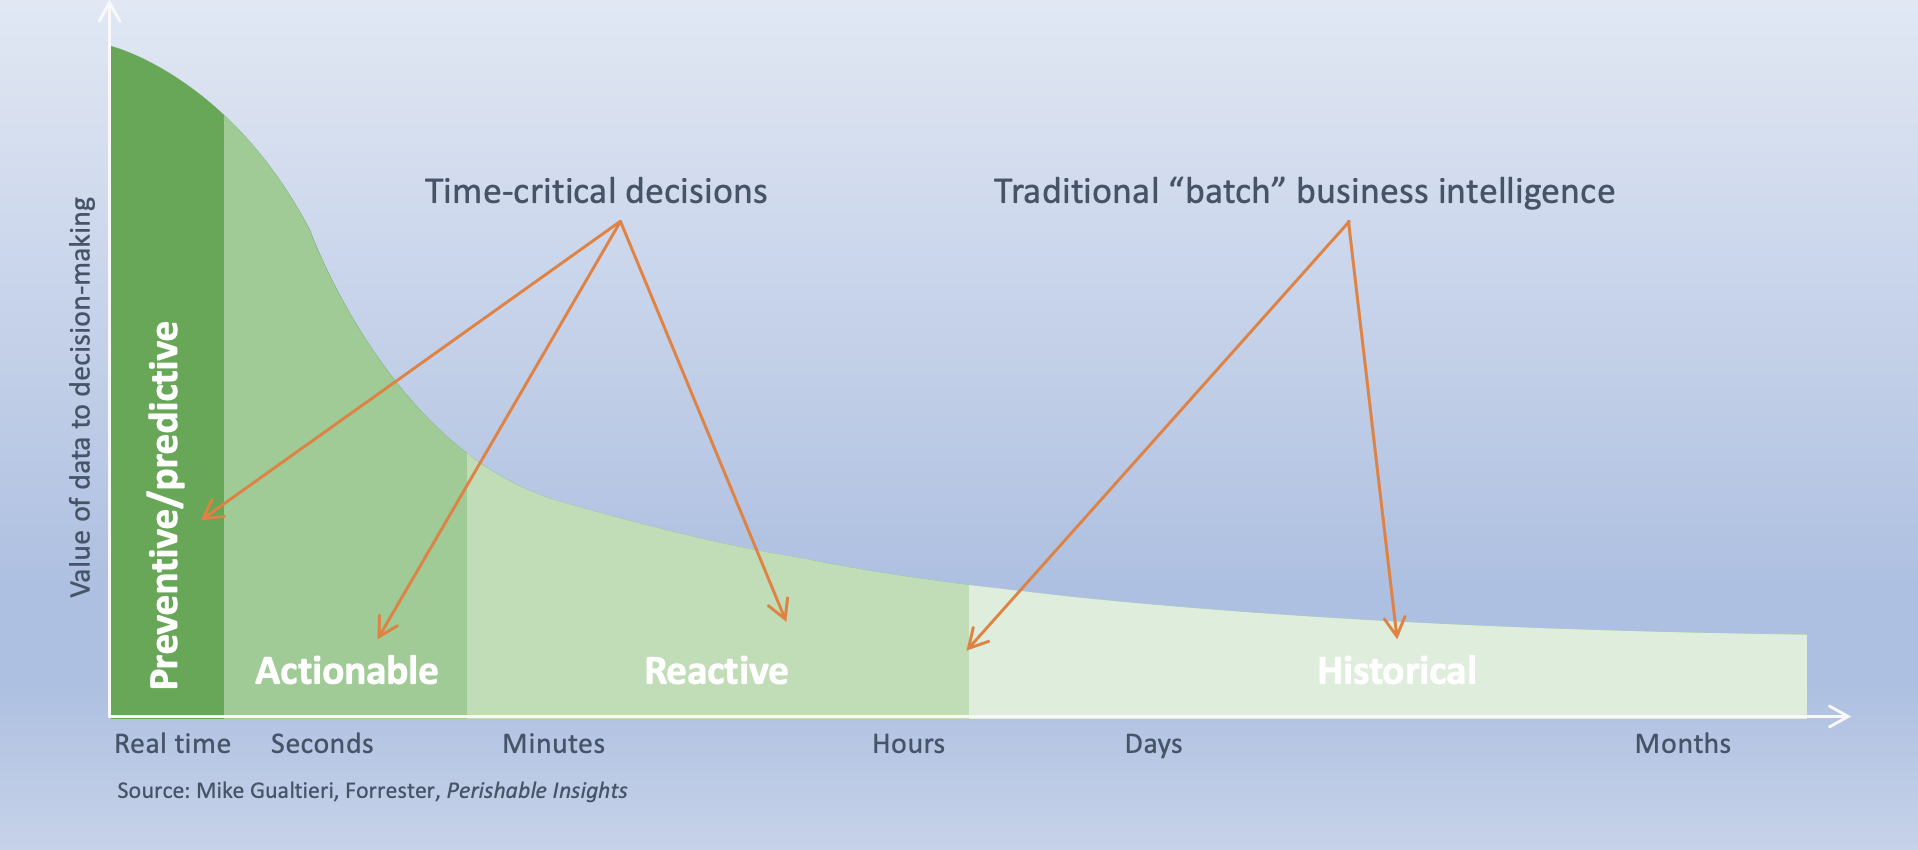 Value of data to decision-making
Time-critical decisions
Traditional “batch” business intelligence
Preventive/predictive
Actionable
Reactive
Historical
Real time
Seconds
Minutes
Hours
Days
Months
Source: Mike Gualtieri, Forrester, Perishable Insights